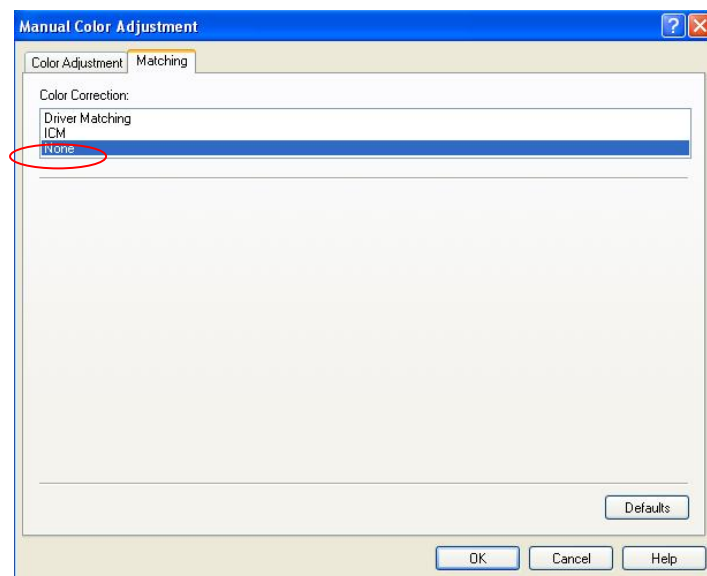 Manual Color Adjustment
Color Adjustment Matching
Color Correction:
Driver Matching
ICM
None
Defaults
OK Cancel Help